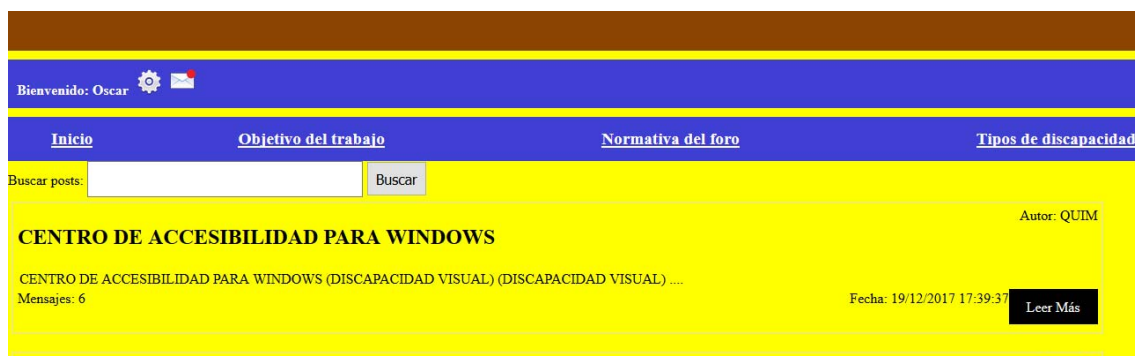 Bienvenido: Oscar
Inicio Objetivo del trabajo Normativa del foro Tipos de discapacidad
Buscar posts: Buscar
Autor: QUIM
CENTRO DE ACCESIBILIDAD PARA WINDOWS
CENTRO DE ACCESIBILIDAD PARA WINDOWS (DISCAPACIDAD VISUAL) (DISCAPACIDAD VISUAL) ....
Mensajes: 6 Fecha: 19/12/2017 17:39:37 Leer Más